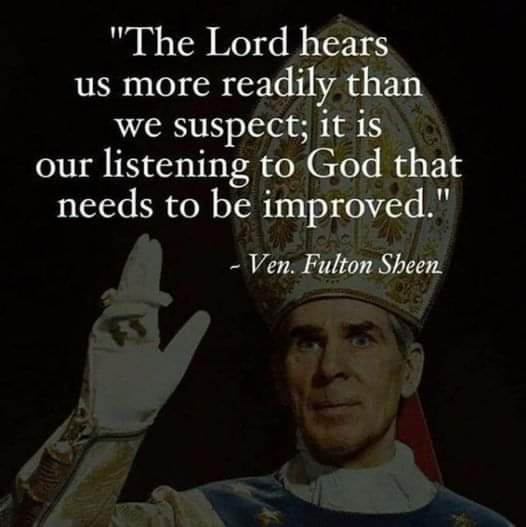 "The Lord hears
us more readily than
we suspect; it is
our listening to God that
needs to be improved."
~ Ven. Fulton Sheen